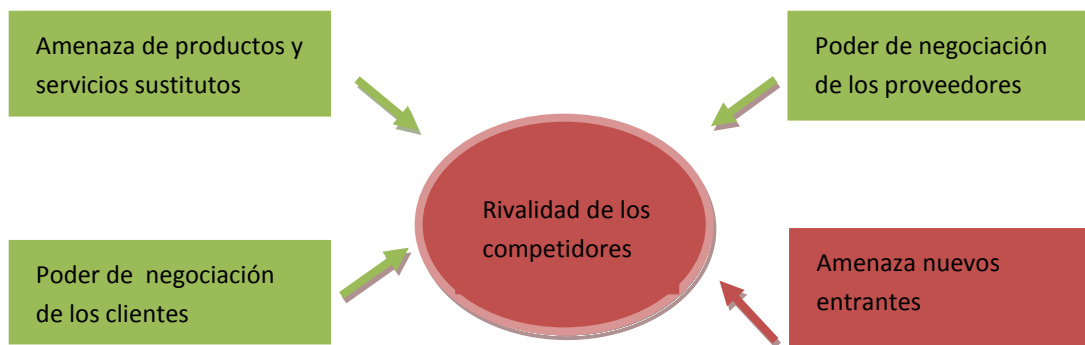 Amenaza de productos y
servicios sustitutos
Poder de negociación
de los proveedores
Rivalidad de los
competidores
Poder de  negociación
de los clientes
Amenaza nuevos
entrantes